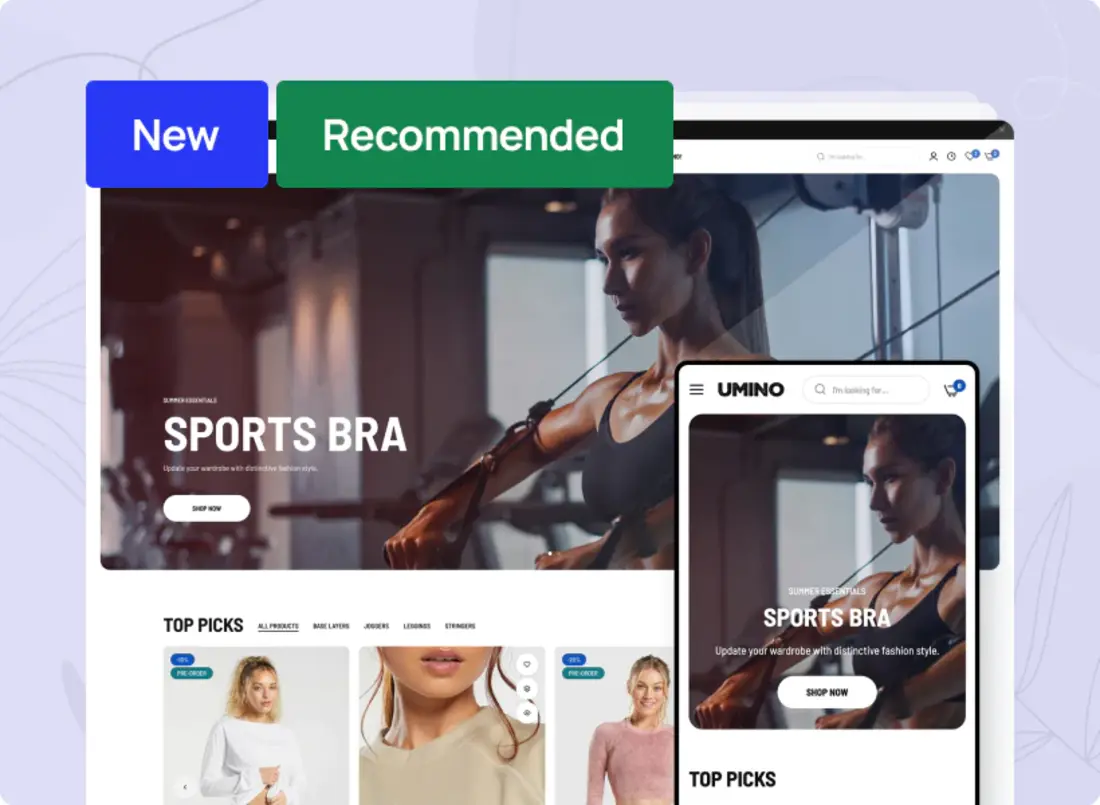 New
Recommended
I'm looking for...
SUMMER ESSENTIALS
SPORTS BRA
Update your wardrobe with distinctive fashion style.
SHOP NOW
TOP PICKS
ALL PRODUCTS
BASE LAYERS
JOGGERS
LEGGINGS
STRINGERS
PRE-ORDER
PRE-ORDER
UMINO
I'm looking for...
SUMMER ESSENTIALS
SPORTS BRA
Update your wardrobe with distinctive fashion style.
SHOP NOW
TOP PICKS